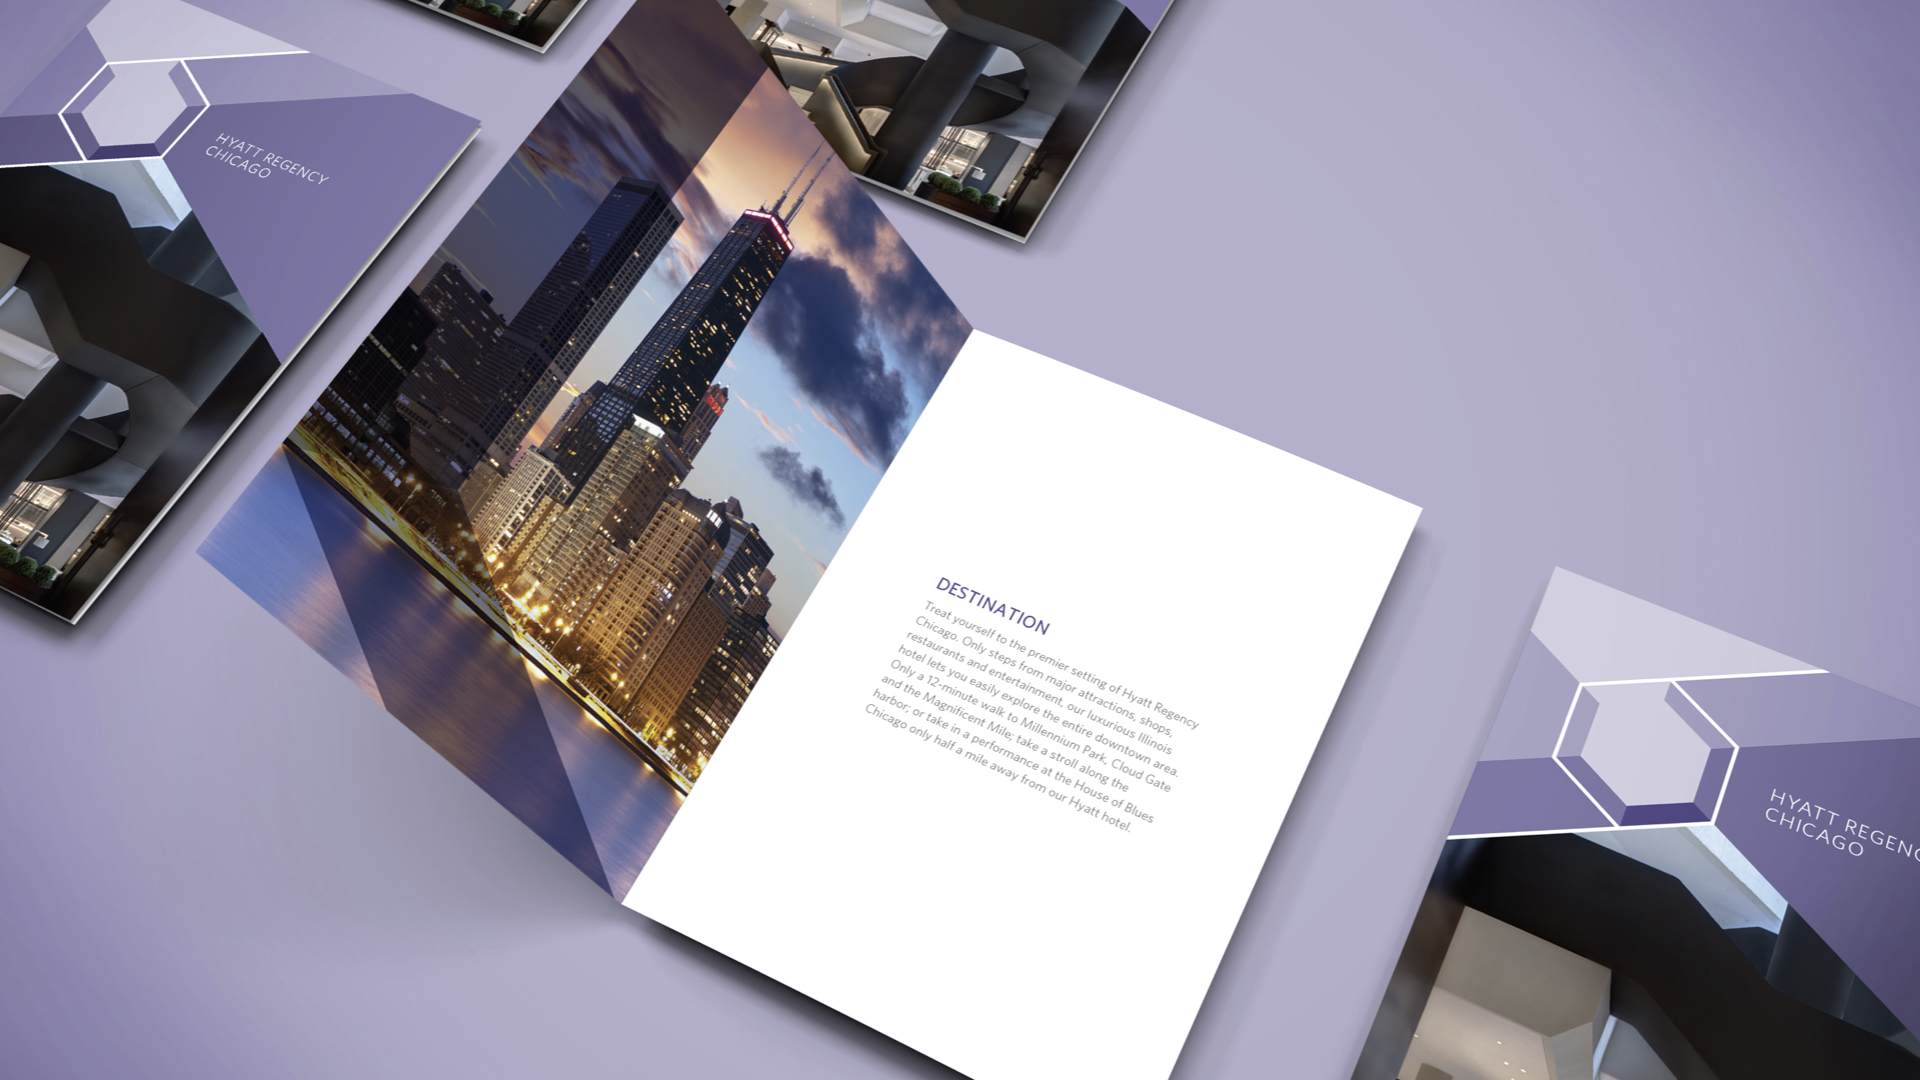 HYATT REGENCY
CHICAGO
DESTINATION
Treat yourself to the premier setting of Hyatt Regency
Chicago. Only steps from major attractions, shops,
restaurants and entertainment, our luxurious Illinois
hotel lets you easily explore the entire downtown area.
Only a 12-minute walk to Millennium Park, Cloud Gate
and the Magnificent Mile; take a stroll along the
harbor; or take in a performance at the House of Blues
Chicago only half a mile away from our Hyatt hotel.
HYATT REGENC
CHICAGO